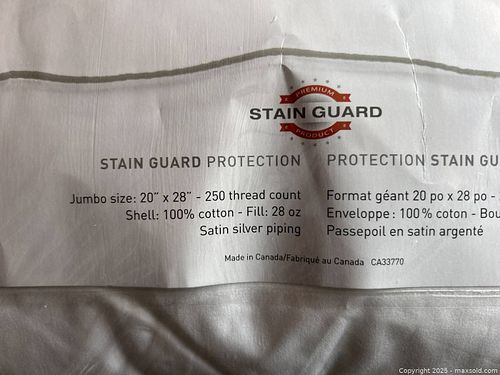 PREMIUM
STAIN GUARD
PRODUCT
STAIN GUARD PROTECTION
Jumbo size: 20" x 28" - 250 thread count
Shell: 100% cotton - Fill: 28 oz
Satin silver piping
PROTECTION STAIN GU
Format géant 20 po x 28 po -
Enveloppe : 100 % coton - Bou
Passepoil en satin argenté
Made in Canada/Fabriqué au Canada CA33770
Copyright 2025 - maxsold.com